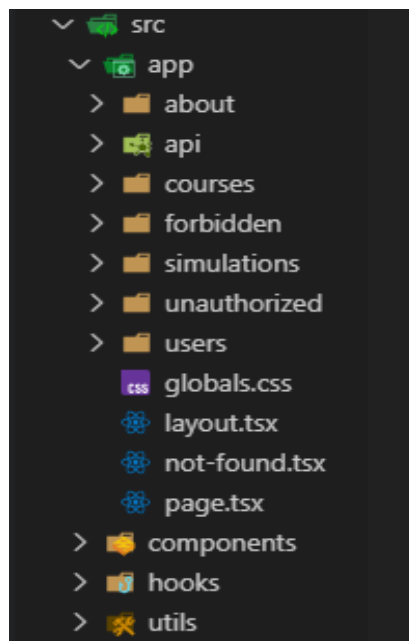 src
app
about
api
courses
forbidden
simulations
unauthorized
users
css globals.css
layout.tsx
not-found.tsx
page.tsx
components
hooks
utils